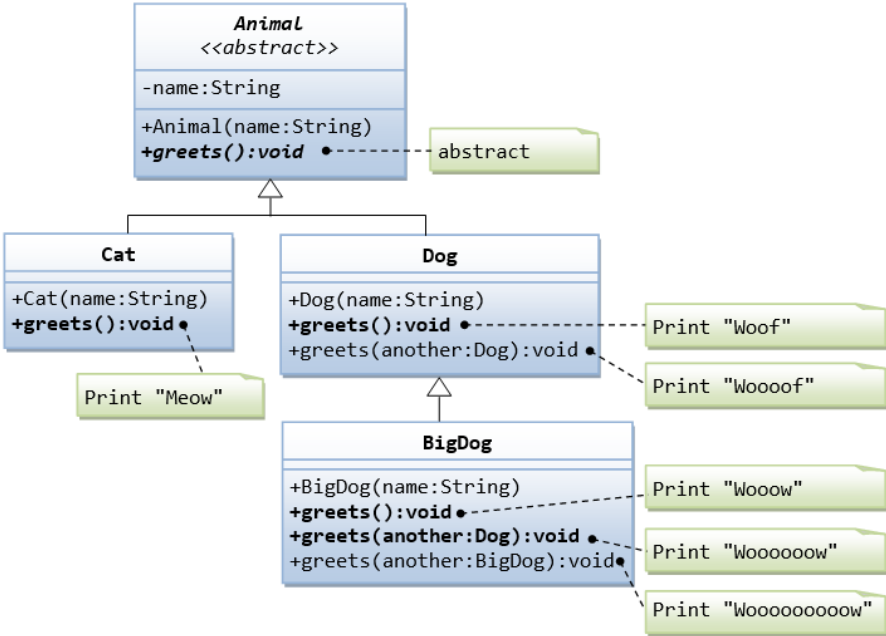 Animal
<<abstract>>
-name:String
+Animal(name:String)
+greets():void
abstract
Cat
+Cat(name:String)
+greets():void
Print "Meow"
Dog
+Dog(name:String)
+greets():void
+greets(another:Dog):void
Print "Woof"
Print "Woooof"
BigDog
+BigDog(name:String)
+greets():void
+greets(another:Dog):void
+greets(another:BigDog):void
Print "Wooow"
Print "Woooooow"
Print "Wooooooooow"